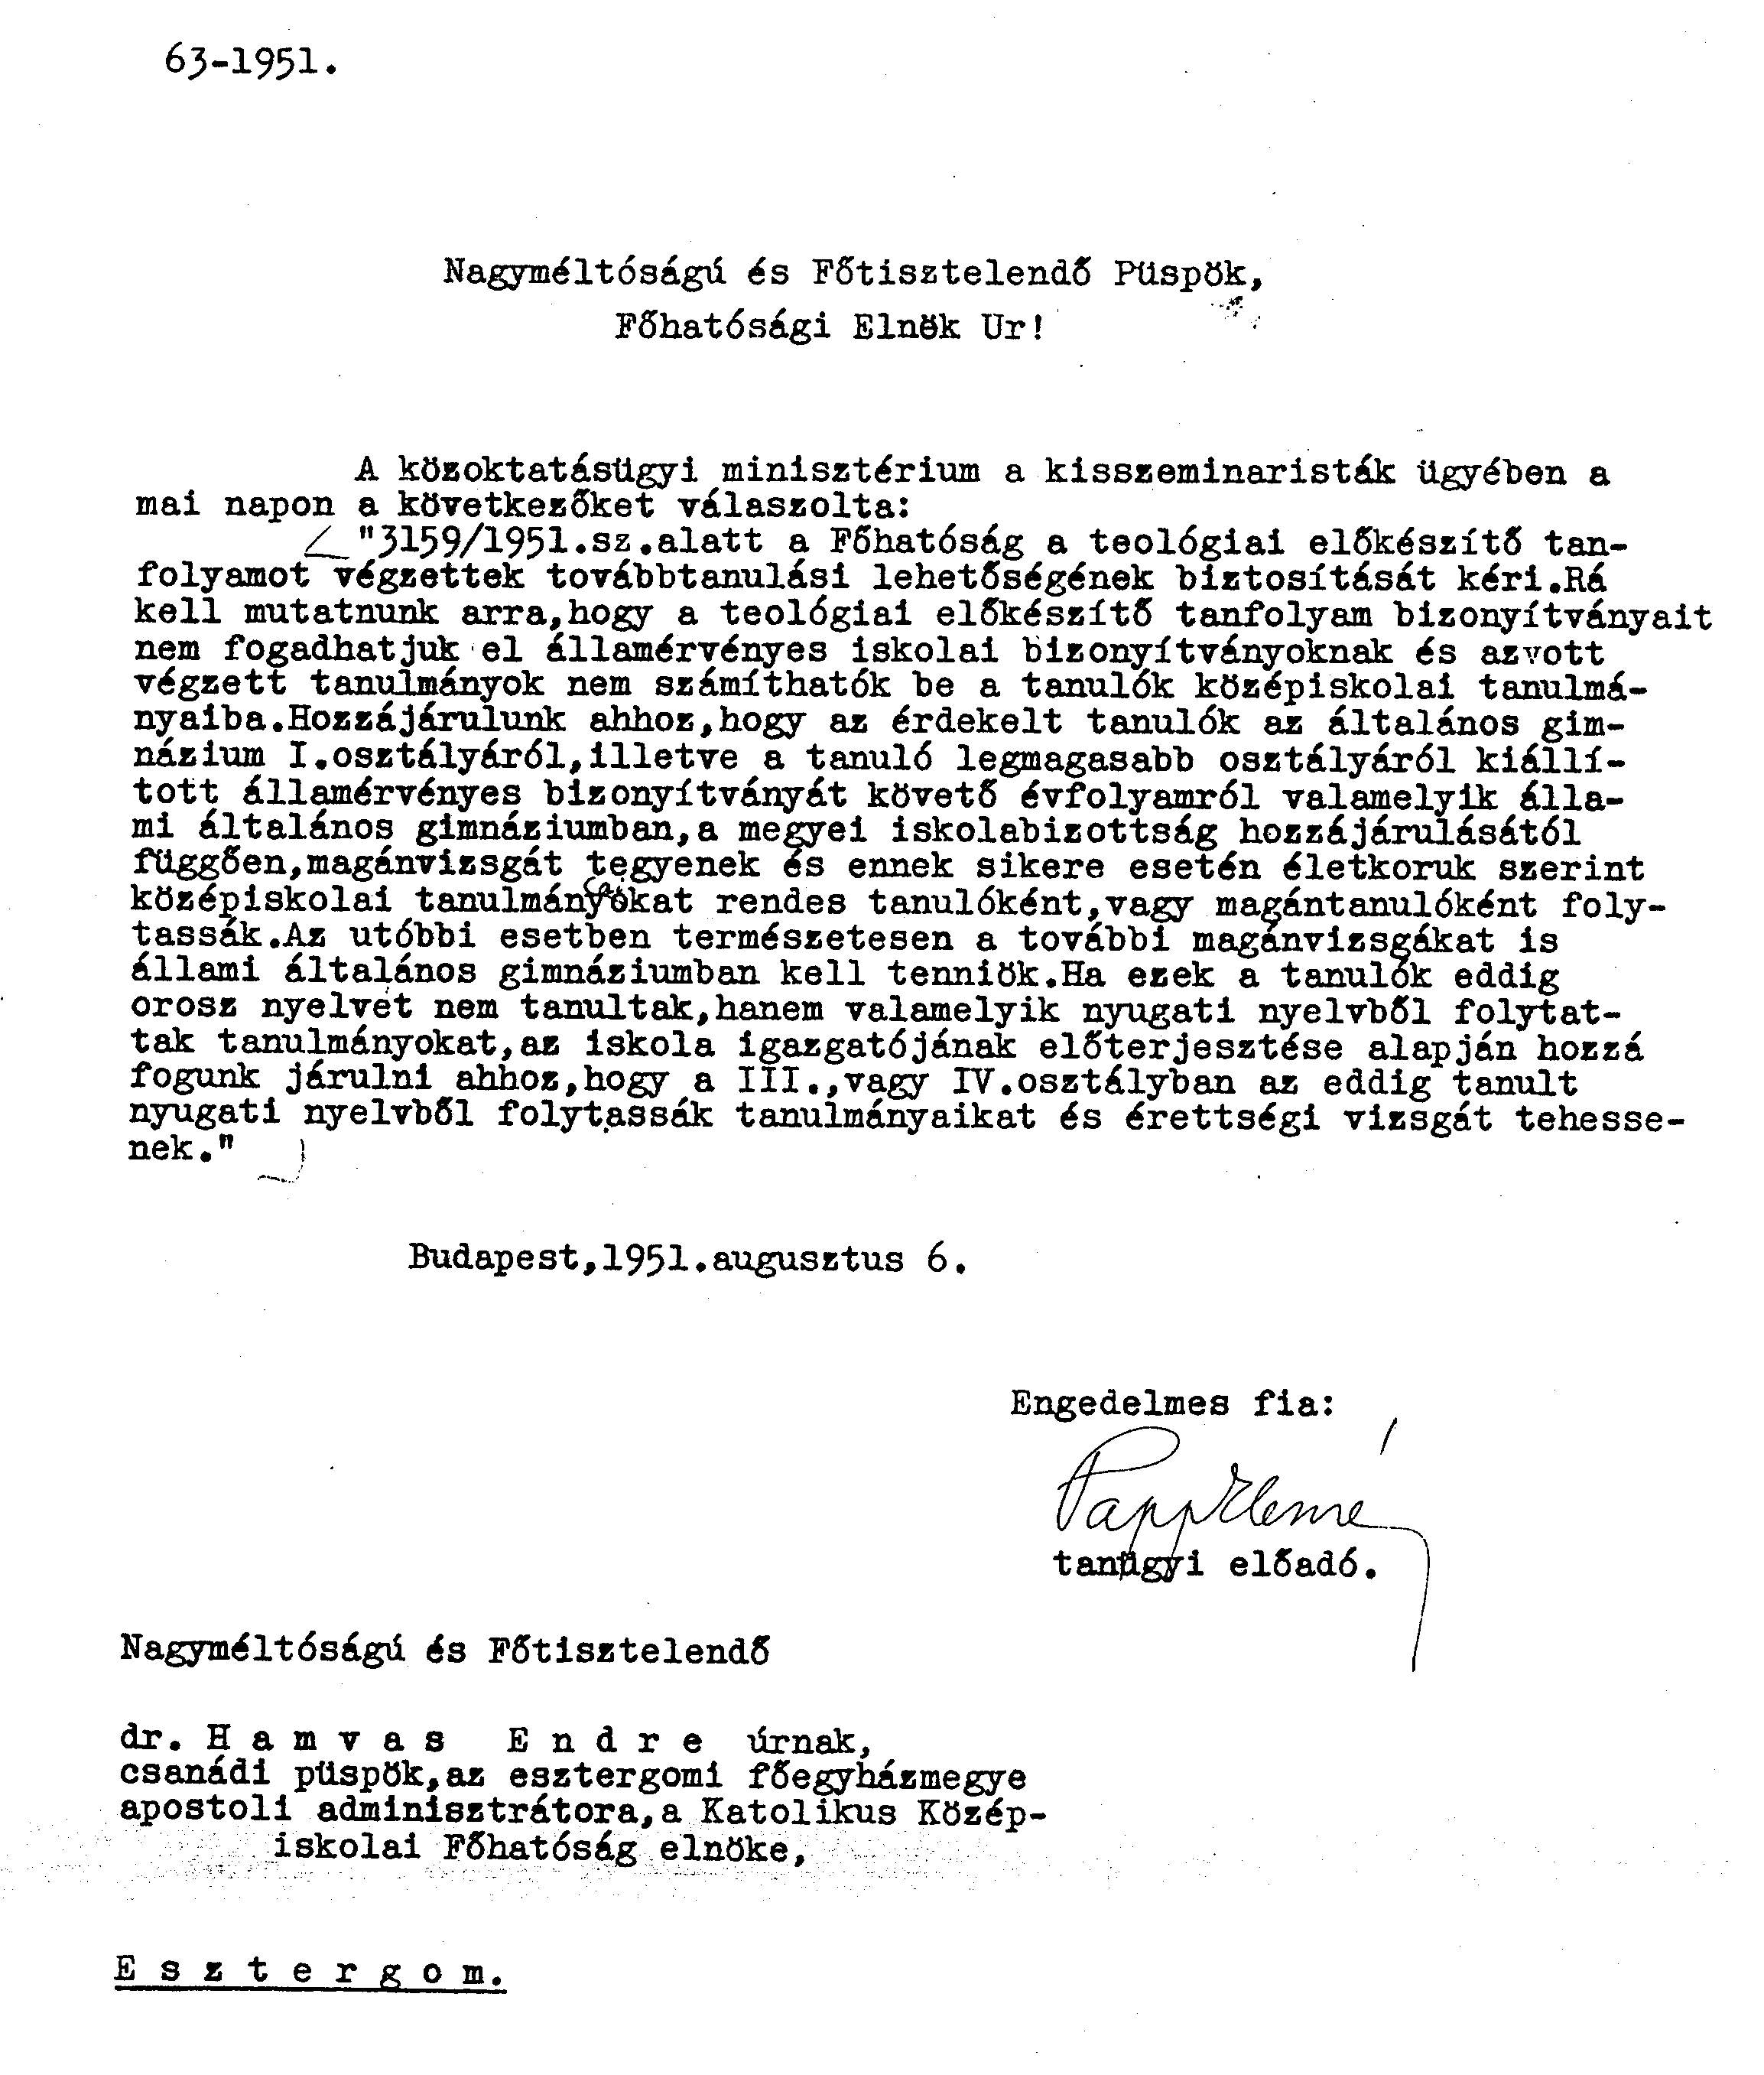 63-1951.
Nagyméltóságú és Főtisztelendő Püspök,
Főhatósági Elnök Ur!
A közoktatásügyi minisztérium a kisszeminaristák ügyében a
mai napon a következőket válaszolta:
"3159/1951.sz.alatt a Főhatóság a teológiai előkészítő tan-
folyamot végzettek továbbtanulási lehetőségének biztosítását kéri.Rá
kell mutatnunk arra,hogy a teológiai előkészítő tanfolyam bizonyítványait
nem fogadhatjuk el államérvényes iskolai bizonyítványoknak és azvott
végzett tanulmányok nem számíthatók be a tanulók középiskolai tanulmá-
nyaiba.Hozzájárulunk ahhoz,hogy az érdekelt tanulók az általános gim-
názium I.osztályáról,illetve a tanuló legmagasabb osztályáról kiállí-
tott államérvényes bizonyítványát követő évfolyamról valamelyik álla-
mi általános gimnáziumban,a megyei iskolabizottság hozzájárulásától
függően,magánvizsgát tegyenek és ennek sikere esetén életkoruk szerint
középiskolai tanulmányokat rendes tanulóként,vagy magántanulóként foly-
tassák.Az utóbbi esetben természetesen a további magánvizsgákat is
állami általános gimnáziumban kell tenniök.Ha ezek a tanulók eddig
orosz nyelvet nem tanultak,hanem valamelyik nyugati nyelvből folytat-
tak tanulmányokat,az iskola igazgatójának előterjesztése alapján hozzá
fogunk járulni ahhoz,hogy a III.,vagy IV.osztályban az eddig tanult
nyugati nyelvből folytassák tanulmányaikat és érettségi vizsgát tehesse-
nek."
Budapest,1951.augusztus 6.
Engedelmes fia:
Papp
tanügyi előadó.
Nagyméltóságú és Főtisztelendő
dr. H a m v a s E n d r e úrnak,
csanádi püspök,az esztergomi főegyházmegye
apostoli adminisztrátora,a Katolikus Közép-
iskolai Főhatóság elnöke,
E s z t e r g o m.